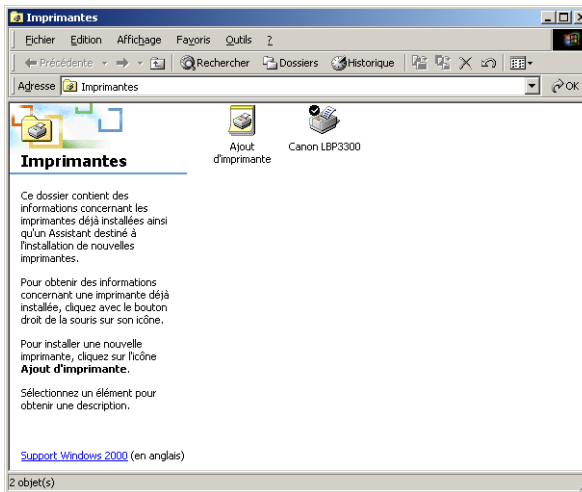 Imprimantes
Fichier Edition Affichage Favoris Outils ?
Précédente Rechercher Dossiers Historique
Adresse Imprimantes OK
Imprimantes
Ajout
d'imprimante
Canon LBP3300
Ce dossier contient des
informations concernant les
imprimantes déjà installées ainsi
qu'un Assistant destiné à
l'installation de nouvelles
imprimantes.
Pour obtenir des informations
concernant une imprimante déjà
installée, cliquez avec le bouton
droit de la souris sur son icône.
Pour installer une nouvelle
imprimante, cliquez sur l'icône
Ajout d'imprimante.
Sélectionnez un élément pour
obtenir une description.
Support Windows 2000 (en anglais)
2 objet(s)